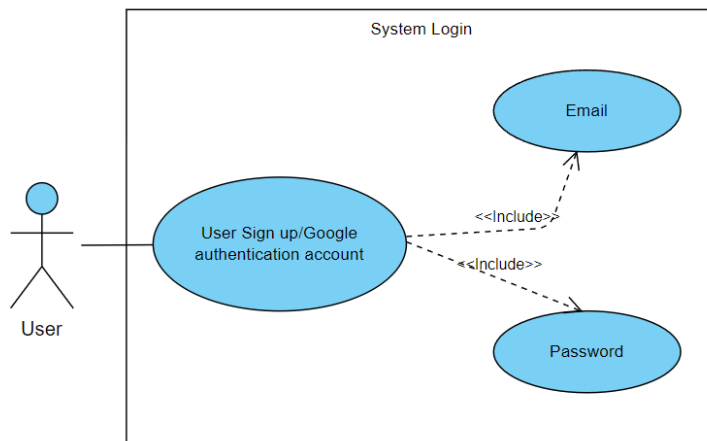 System Login
Email
<<Include>>
User Sign up/Google
authentication account
<<Include>>
User
Password